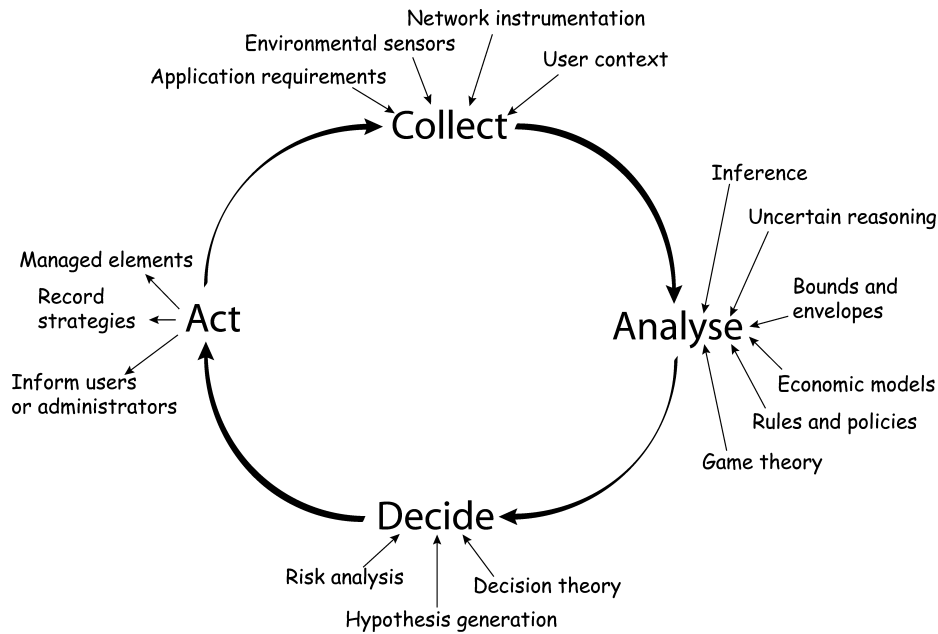 Network instrumentation
Environmental sensors
User context
Application requirements
Collect
Inference
Uncertain reasoning
Managed elements
Bounds and
envelopes
Record
strategies
Act
Analyse
Inform users
or administrators
Economic models
Rules and policies
Game theory
Decide
Risk analysis
Decision theory
Hypothesis generation